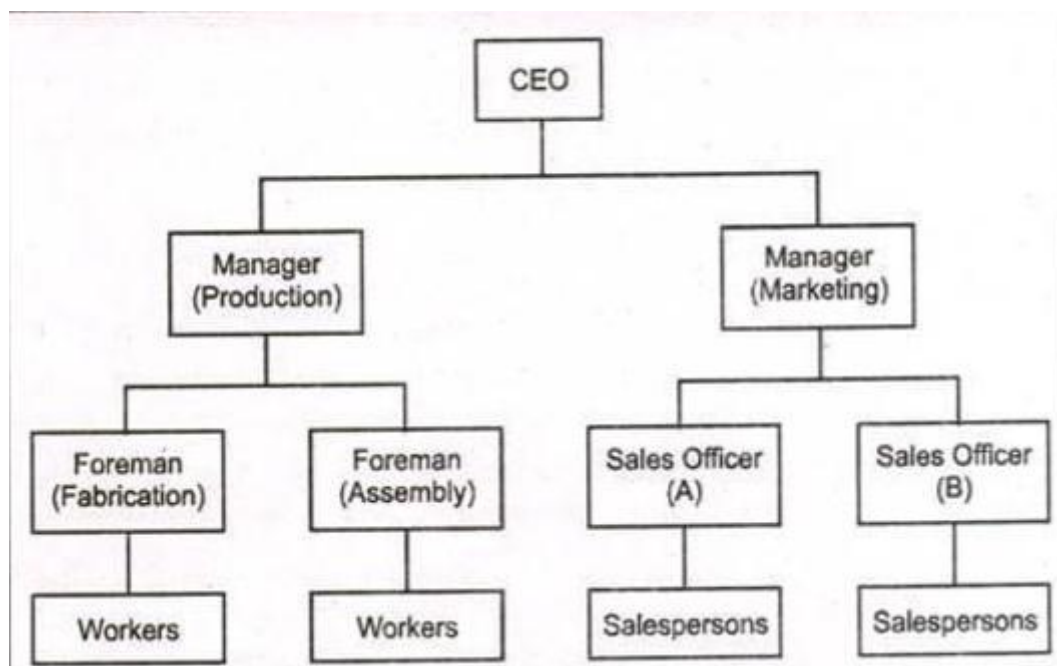 CEO
Manager
(Production)
Manager
(Marketing)
Foreman
(Fabrication)
Foreman
(Assembly)
Sales Officer
(A)
Sales Officer
(B)
Workers
Workers
Salespersons
Salespersons